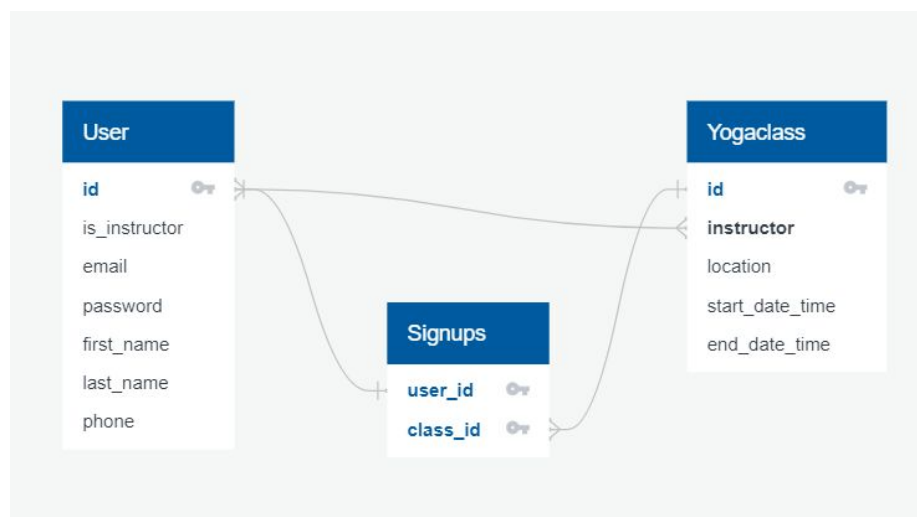 User
id
is_instructor
email
password
first_name
last_name
phone
Signups
user_id
class_id
Yogaclass
id
instructor
location
start_date_time
end_date_time